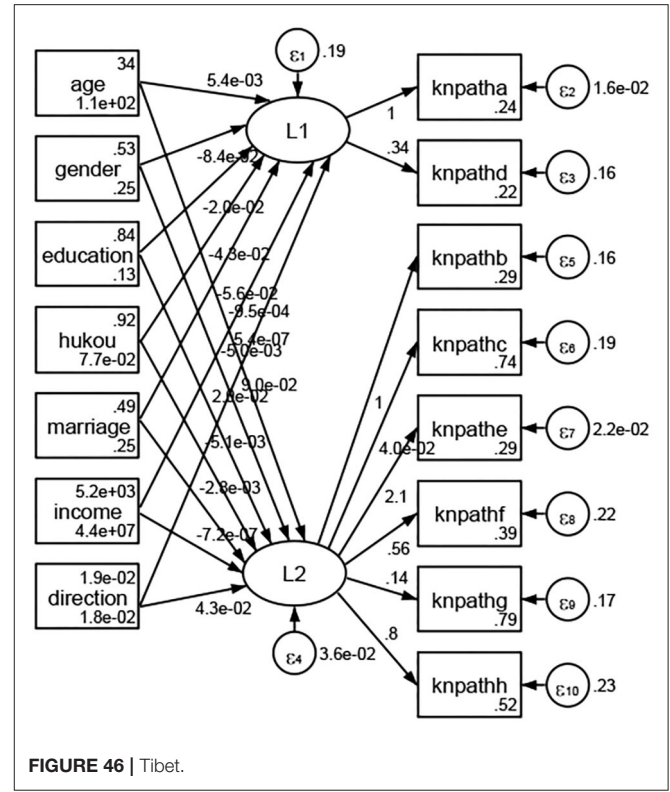 ε1
.19
34
age
1.1e+02
.53
gender
.25
.84
education
.13
.92
hukou
7.7e-02
.49
marriage
.25
5.2e+03
income
4.4e+07
1.9e-02
direction
1.8e-02
5.4e-03
-8.4e-02
-2.0e-02
-4.3e-02
-5.6e-02
-9.5e-04
-5.0e-03
9.0e-02
-5.1e-03
-2.8e-03
-7.2e-07
4.3e-02
L1
L2
ε4
3.6e-02
1
.34
1
4.0e-02
2.1
.56
.14
.8
knpatha
.24
ε2
1.6e-02
knpathd
.22
ε3
.16
knpathb
.29
ε5
.16
knpathc
.74
ε6
.19
knpathe
.29
ε7
2.2e-02
knpathf
.39
ε8
.22
knpathg
.79
ε9
.17
knpathh
.52
ε10
.23
FIGURE 46 | Tibet.